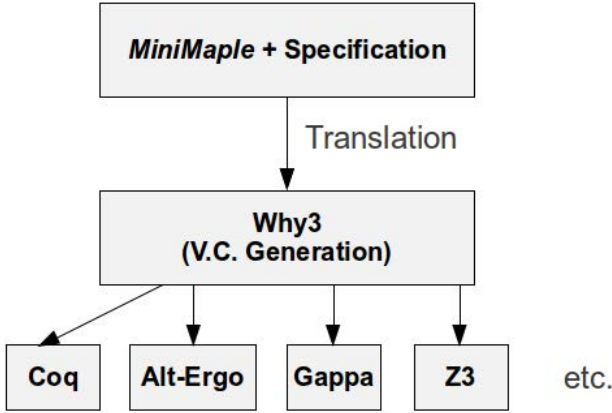 MiniMaple + Specification
Translation
Why3
(V.C. Generation)
Coq
Alt-Ergo
Gappa
Z3
etc.